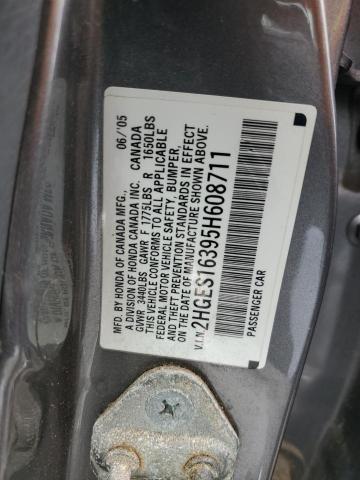 MFD. BY HONDA OF CANADA MFG., 06/'05
A DIVISION OF HONDA CANADA INC. CANADA
GVWR 3440LBS GAWR F 1775LBS R 1650LBS
THIS VEHICLE CONFORMS TO ALL APPLICABLE
FEDERAL MOTOR VEHICLE SAFETY, BUMPER,
AND THEFT PREVENTION STANDARDS IN EFFECT
ON THE DATE OF MANUFACTURE SHOWN ABOVE.
V.I.N. 2HGES16395H608711
PASSENGER CAR